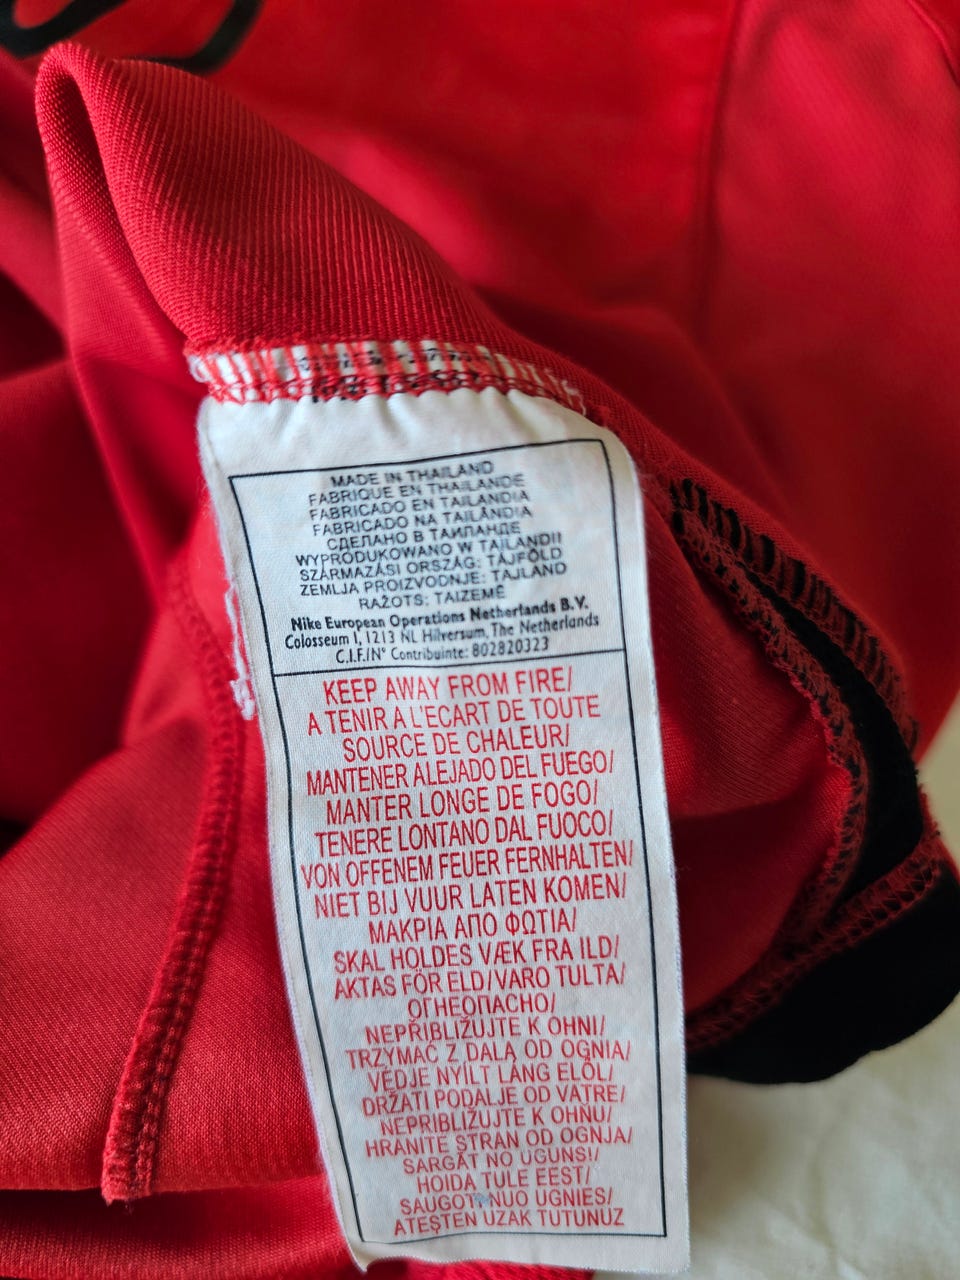 MADE IN THAILAND
FABRIQUE EN THAILANDE
FABRICADO EN TAILANDIA
FABRICADO NA TAILÂNDIA
СДЕЛАНО В ТАИЛАНДЕ
WYPRODUKOWANO W TAJLANDII
SZÁRMAZÁSI ORSZÁG: TÁJFÖLD
ZEMLJA PROIZVODNJE: TAJLAND
RAŽOTS: TAIZEMĒ
Nike European Operations Netherlands B.V.
Colosseum 1, 1213 NL Hilversum, The Netherlands
C.I.F./N° Contribuinte: 802820323
KEEP AWAY FROM FIRE/
A TENIR A L'ECART DE TOUTE
SOURCE DE CHALEUR/
MANTENER ALEJADO DEL FUEGO/
MANTER LONGE DE FOGO/
TENERE LONTANO DAL FUOCO/
VON OFFENEM FEUER FERNHALTEN/
NIET BIJ VUUR LATEN KOMEN/
ΜΑΚΡΙΑ ΑΠΟ ΦΩΤΙΑ/
SKAL HOLDES VÆK FRA ILD/
AKTAS FÖR ELD/VARO TULTA/
ОГНЕОПАСНО/
NEPŘIBLIŽUJTE K OHNI/
TRZYMAĆ Z DALA OD OGNIA/
VÉDJE NYÍLT LÁNG ELŐL/
DRŽATI PODALJE OD VATRE/
NEPRIBLIŽUJTE K OHŇU/
HRANITE STRAN OD OGNJA/
SARGĀT NO UGUNS!/
HOIDA TULE EEST/
SAUGOTI NUO UGNIES/
ATEŞTEN UZAK TUTUNUZ